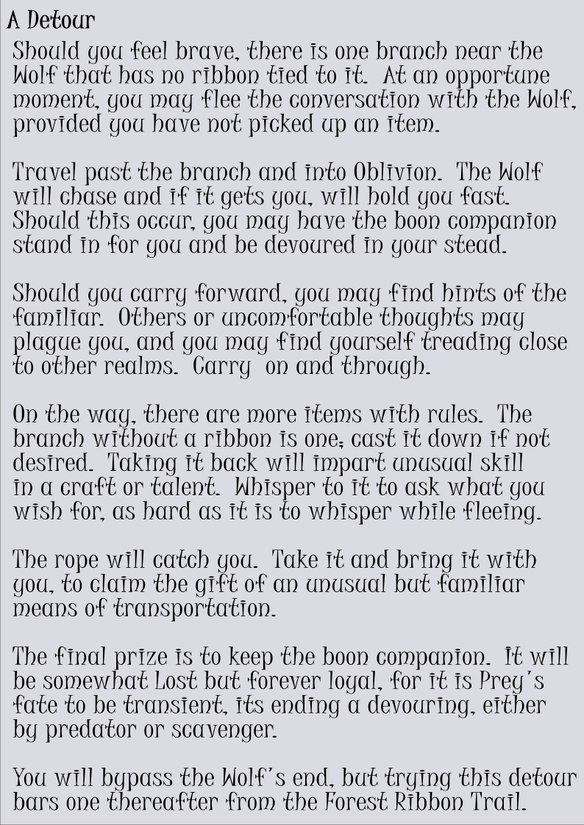 A Detour
Should you feel brave, there is one branch near the
Wolf that has no ribbon tied to it. At an opportune
moment, you may flee the conversation with the Wolf,
provided you have not picked up an item.
Travel past the branch and into Oblivion. The Wolf
will chase and if it gets you, will hold you fast.
Should this occur, you may have the boon companion
stand in for you and be devoured in your stead.
Should you carry forward, you may find hints of the
familiar. Others or uncomfortable thoughts may
plague you, and you may find yourself treading close
to other realms. Carry on and through.
On the way, there are more items with rules. The
branch without a ribbon is one; cast it down if not
desired. Taking it back will impart unusual skill
in a craft or talent. Whisper to it to ask what you
wish for, as hard as it is to whisper while fleeing.
The rope will catch you. Take it and bring it with
you, to claim the gift of an unusual but familiar
means of transportation.
The final prize is to keep the boon companion. It will
be somewhat Lost but forever loyal, for it is Prey's
fate to be transient, its ending a devouring, either
by predator or scavenger.
You will bypass the Wolf's end, but trying this detour
bars one thereafter from the Forest Ribbon Trail.